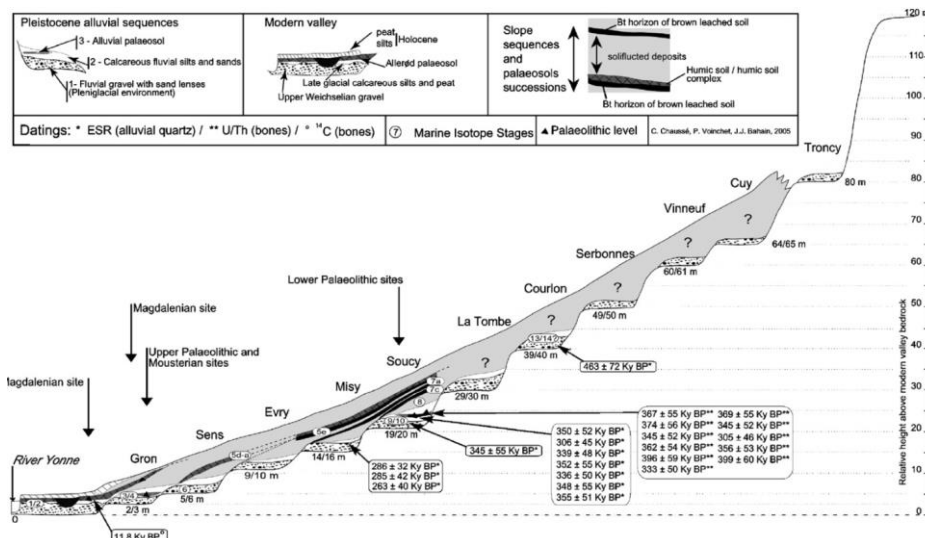 Pleistocene alluvial sequences
3 - Alluvial palaeosol
2 - Calcareous fluvial silts and sands
1- Fluvial gravel with sand lenses
(Pleniglacial environment)
Modern valley
peat
silts
Holocene
Allerød palaeosol
Late glacial calcareous silts and peat
Upper Weichselian gravel
Slope
sequences
and
palaeosols
successions
Bt horizon of brown leached soil
soliflucted deposits
Humic soil / humic soil
complex
Bt horizon of brown leached soil
Datings: * ESR (alluvial quartz) / ** U/Th (bones) / ° 14C (bones)
7 Marine Isotope Stages
Palaeolithic level
C. Chaussé, P. Voinchet, J.J. Bahain, 2005
120
110
100
90
80
70
60
50
40
30
20
10
0
Relative height above modern valley bedrock
Troncy
80 m
Cuy
64/65 m
Vinneuf
60/61 m
Serbonnes
49/50 m
Courlon
13/14?
39/40 m
463 ± 72 Ky BP*
La Tombe
29/30 m
Lower Palaeolithic sites
Soucy
7a
7c
8
9/10
19/20 m
345 ± 55 Ky BP*
350 ± 52 Ky BP*
306 ± 45 Ky BP*
339 ± 48 Ky BP*
352 ± 55 Ky BP*
336 ± 50 Ky BP*
348 ± 55 Ky BP*
355 ± 51 Ky BP*
367 ± 55 Ky BP** 369 ± 55 Ky BP**
374 ± 56 Ky BP** 345 ± 52 Ky BP**
345 ± 52 Ky BP** 305 ± 46 Ky BP**
362 ± 54 Ky BP** 356 ± 53 Ky BP**
396 ± 59 Ky BP** 399 ± 60 Ky BP**
333 ± 50 Ky BP**
Misy
5e
14/16 m
286 ± 32 Ky BP*
285 ± 42 Ky BP*
263 ± 40 Ky BP*
Evry
5d-a
9/10 m
Sens
6
5/6 m
Magdalenian site
Upper Palaeolithic and
Mousterian sites
Gron
3/4
2/3 m
Magdalenian site
River Yonne
1/2
0
11,8 Ky BP°
? ? ? ? ? ?